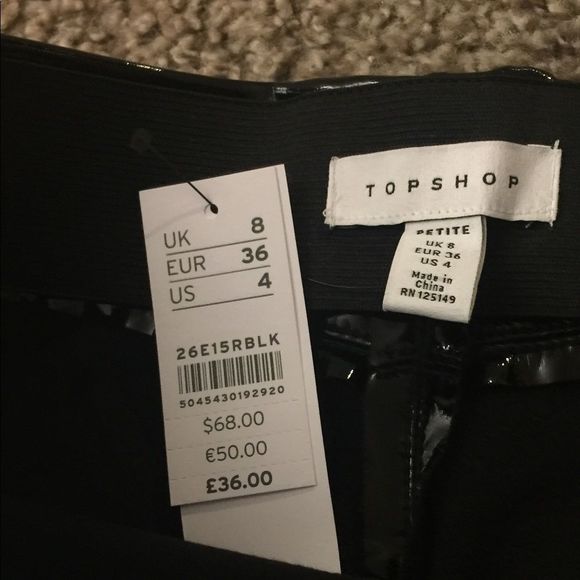 UK 8
EUR 36
US 4
26E15RBLK
5045430192920
$68.00
€50.00
£36.00
TOPSHOP
PETITE
UK 8
EUR 36
US 4
Made in
China
RN 125149